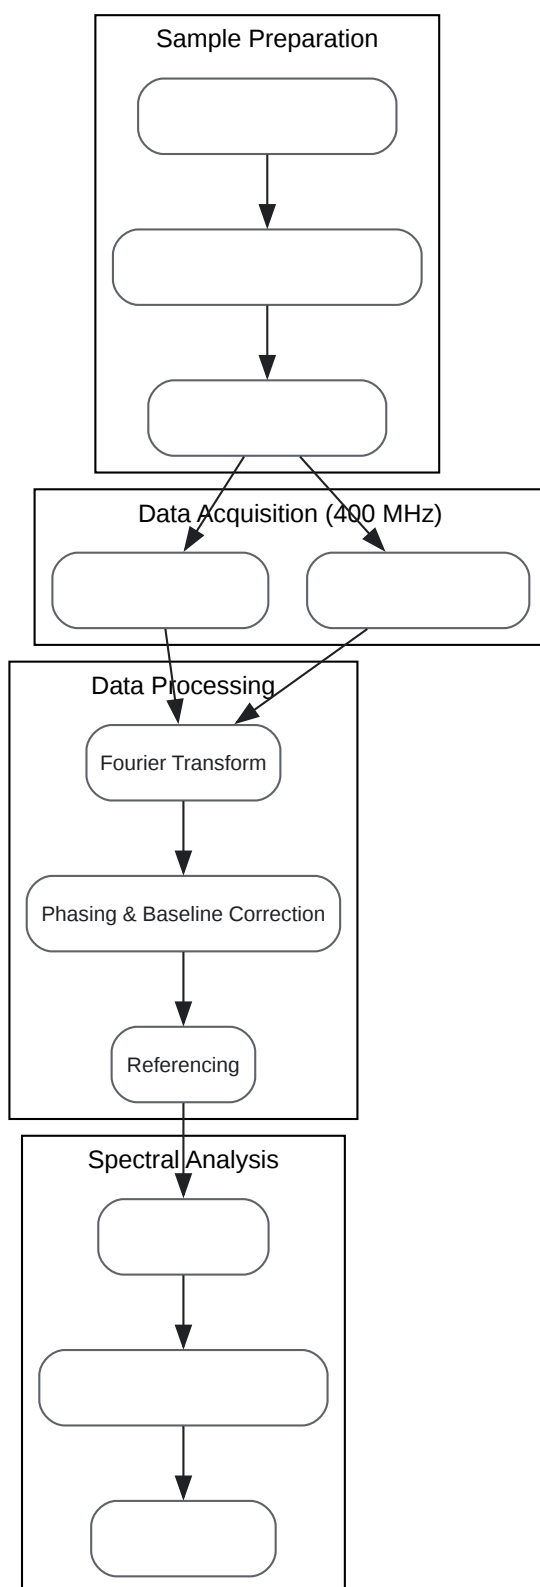 Sample Preparation
Data Acquisition (400 MHz)
Data Processing
Fourier Transform
Phasing & Baseline Correction
Referencing
Spectral Analysis